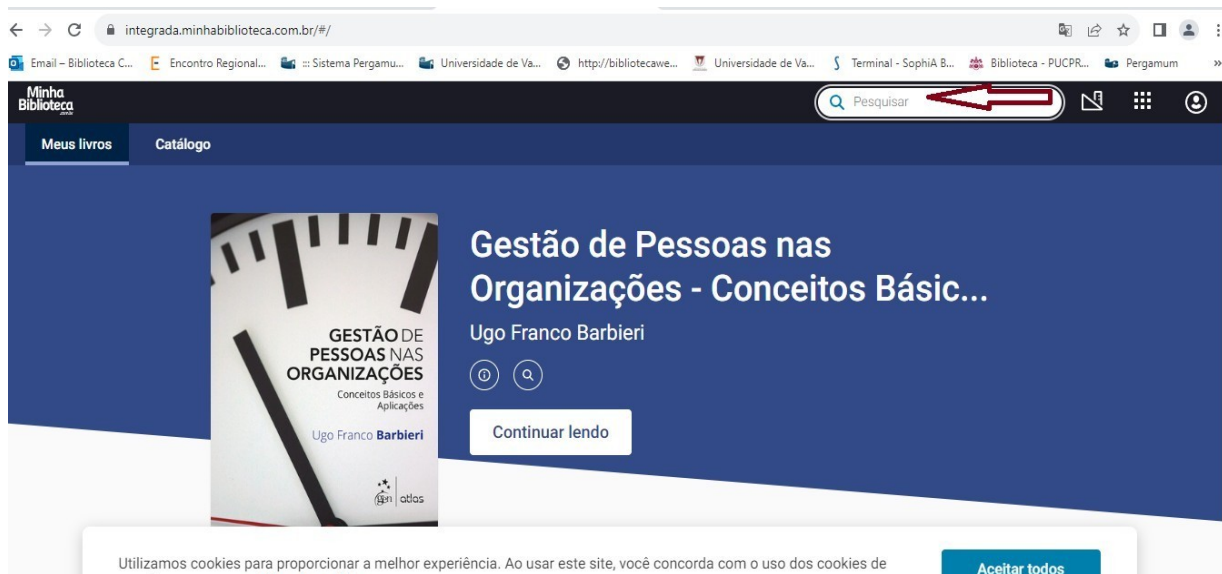 integrada.minhabiblioteca.com.br/#/
Email – Biblioteca C... Encontro Regional... ::: Sistema Pergamu... Universidade de Va... http://bibliotecawe... Universidade de Va... Terminal - SophiA B... Biblioteca - PUCPR... Pergamum »
Minha
Biblioteca
Pesquisar
Meus livros Catálogo
Gestão de Pessoas nas
Organizações - Conceitos Básic...
Ugo Franco Barbieri
Continuar lendo
GESTÃO DE
PESSOAS NAS
ORGANIZAÇÕES
Conceitos Básicos e
Aplicações
Ugo Franco Barbieri
gen atlas
Utilizamos cookies para proporcionar a melhor experiência. Ao usar este site, você concorda com o uso dos cookies de
Aceitar todos